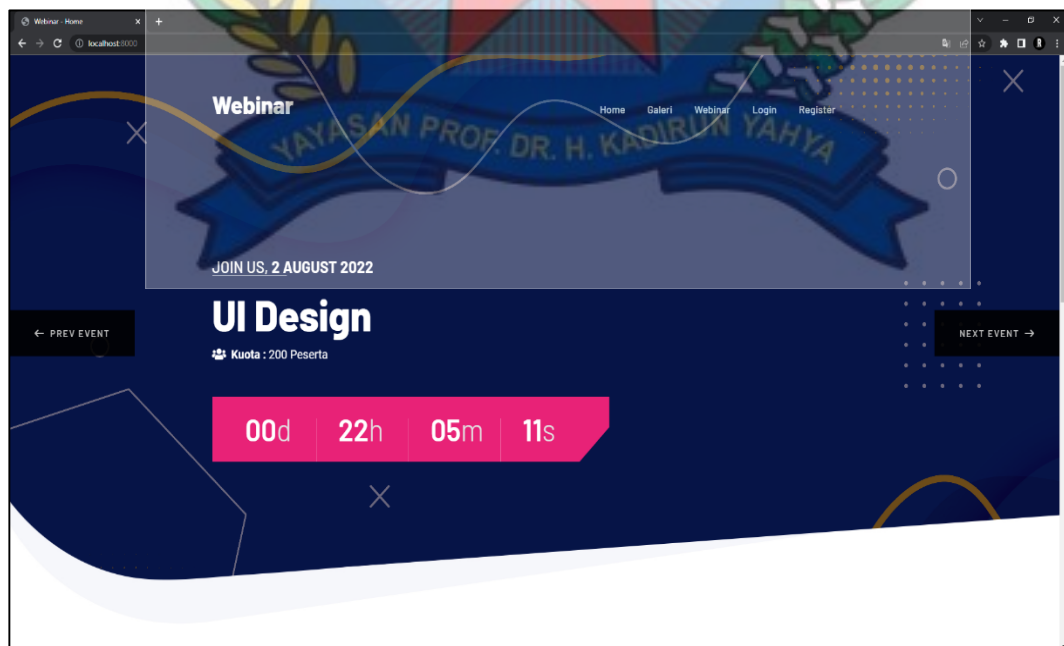 Webinar - Home
localhost:8000
Webinar
Home Galeri Webinar Login Register
YAYASAN PROF. DR. H. KADIRUN YAHYA
JOIN US, 2 AUGUST 2022
UI Design
Kuota : 200 Peserta
← PREV EVENT
NEXT EVENT →
00d 22h 05m 11s